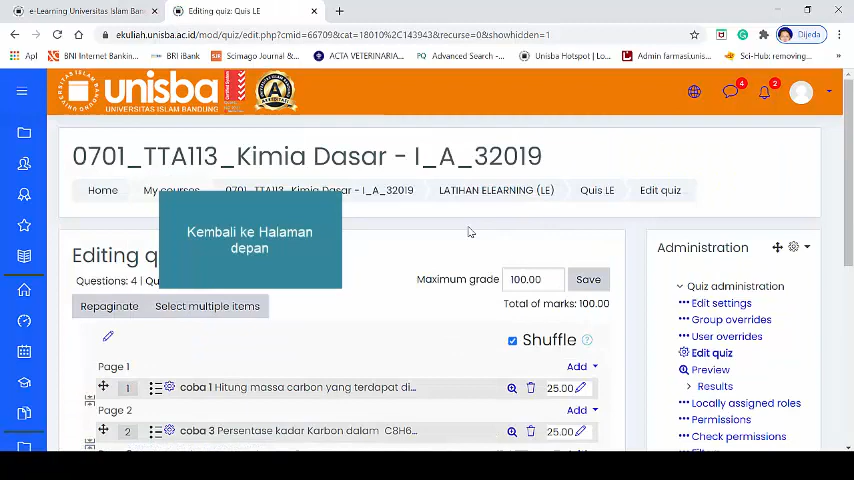 e-Learning Universitas Islam Ban
Editing quiz: Quis LE
ekuliah.unisba.ac.id/mod/quiz/edit.php?cmid=66709&cat=18010%2C143943&recurse=0&showhidden=1
Dijeda
Apl
BNI Internet Bankin...
BRI iBank
Scimago Journal &...
ACTA VETERINARIA...
Advanced Search -...
Unisba Hotspot | Lo...
Admin farmasi.unisb...
Sci-Hub: removing...
unisba
UNIVERSITAS ISLAM BANDUNG
4
2
0701_TTA113_Kimia Dasar - I_A_32019
Home
My courses
0701_TTA113_Kimia Dasar - I_A_32019
LATIHAN ELEARNING (LE)
Quis LE
Edit quiz
Kembali ke Halaman
depan
Editing q
Questions: 4 | Qu
Maximum grade 100.00 Save
Total of marks: 100.00
Repaginate Select multiple items
Shuffle
Page 1 Add
1 coba 1 Hitung massa carbon yang terdapat di... 25.00
Page 2 Add
2 coba 3 Persentase kadar Karbon dalam C8H6... 25.00
Administration
Quiz administration
Edit settings
Group overrides
User overrides
Edit quiz
Preview
Results
Locally assigned roles
Permissions
Check permissions